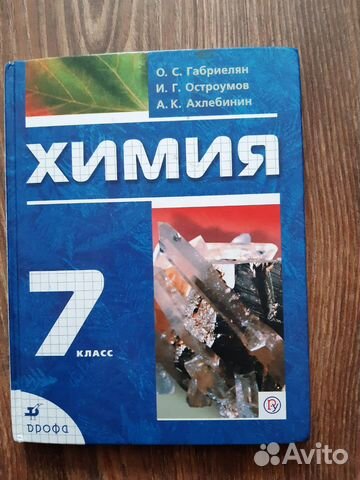 О. С. Габриелян
И. Г. Остроумов
А. К. Ахлебинин
ХИМИЯ
7
КЛАСС
дрофа
Avito